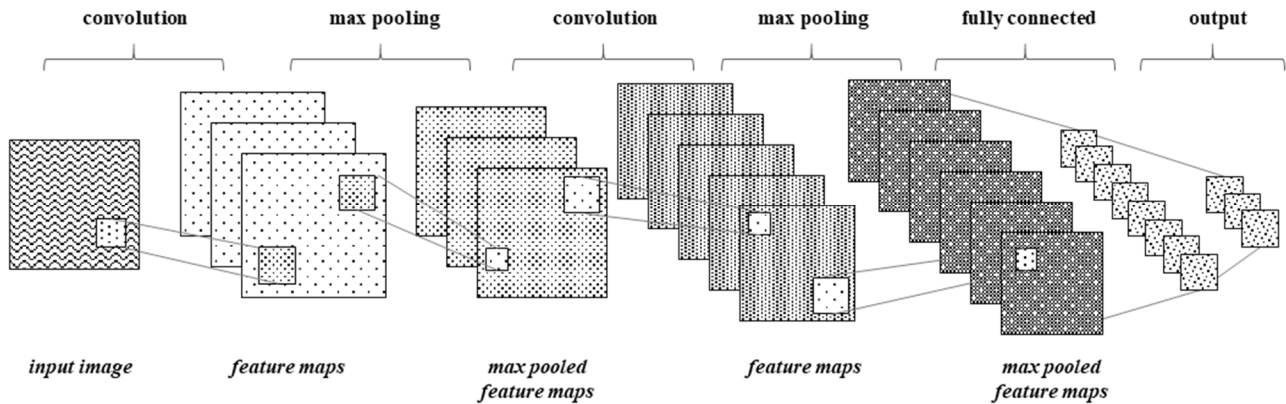 convolution
max pooling
convolution
max pooling
fully connected
output
input image
feature maps
max pooled
feature maps
feature maps
max pooled
feature maps